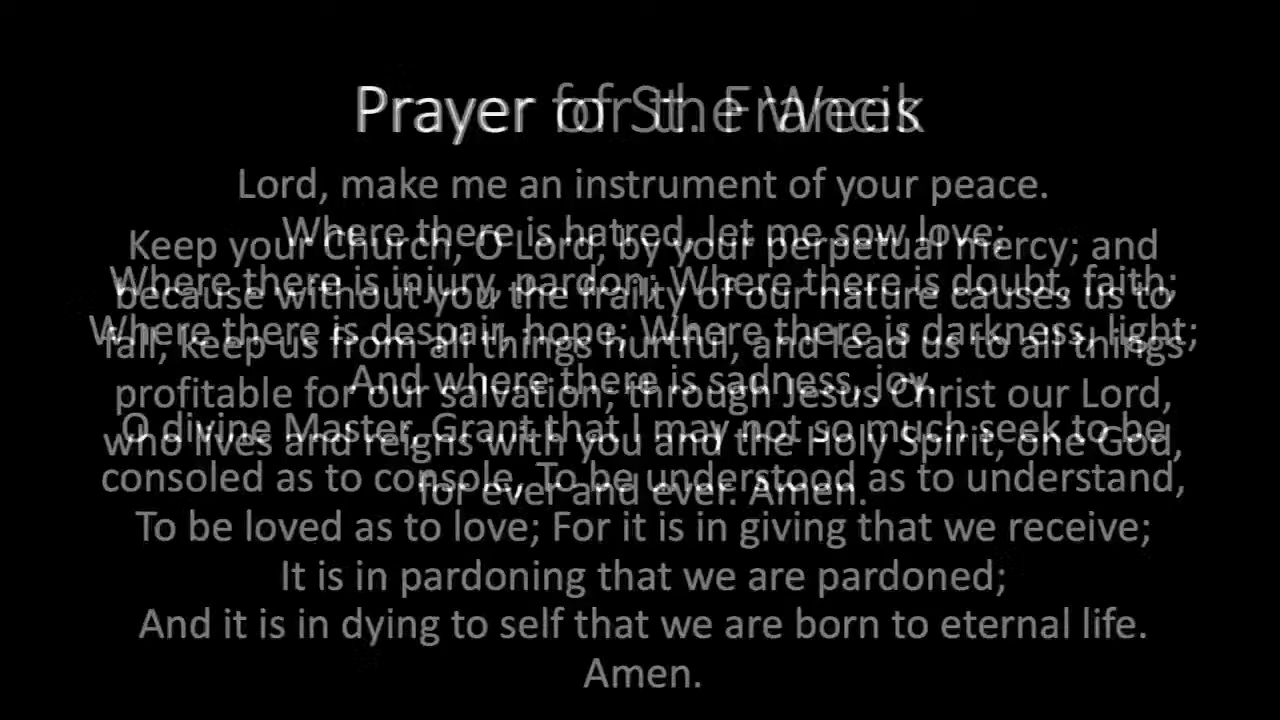 Prayer of St. Francis
Lord, make me an instrument of your peace.
Where there is hatred, let me sow love;
Where there is injury, pardon; Where there is doubt, faith;
Where there is despair, hope; Where there is darkness, light;
And where there is sadness, joy.
O divine Master, Grant that I may not so much seek to be
consoled as to console, To be understood as to understand,
To be loved as to love; For it is in giving that we receive;
It is in pardoning that we are pardoned;
And it is in dying to self that we are born to eternal life.
Amen.
Prayer for the Week
Keep your Church, O Lord, by your perpetual mercy; and
because without you the frailty of our nature causes us to
fall, keep us from all things hurtful, and lead us to all things
profitable for our salvation; through Jesus Christ our Lord,
who lives and reigns with you and the Holy Spirit, one God,
for ever and ever. Amen.